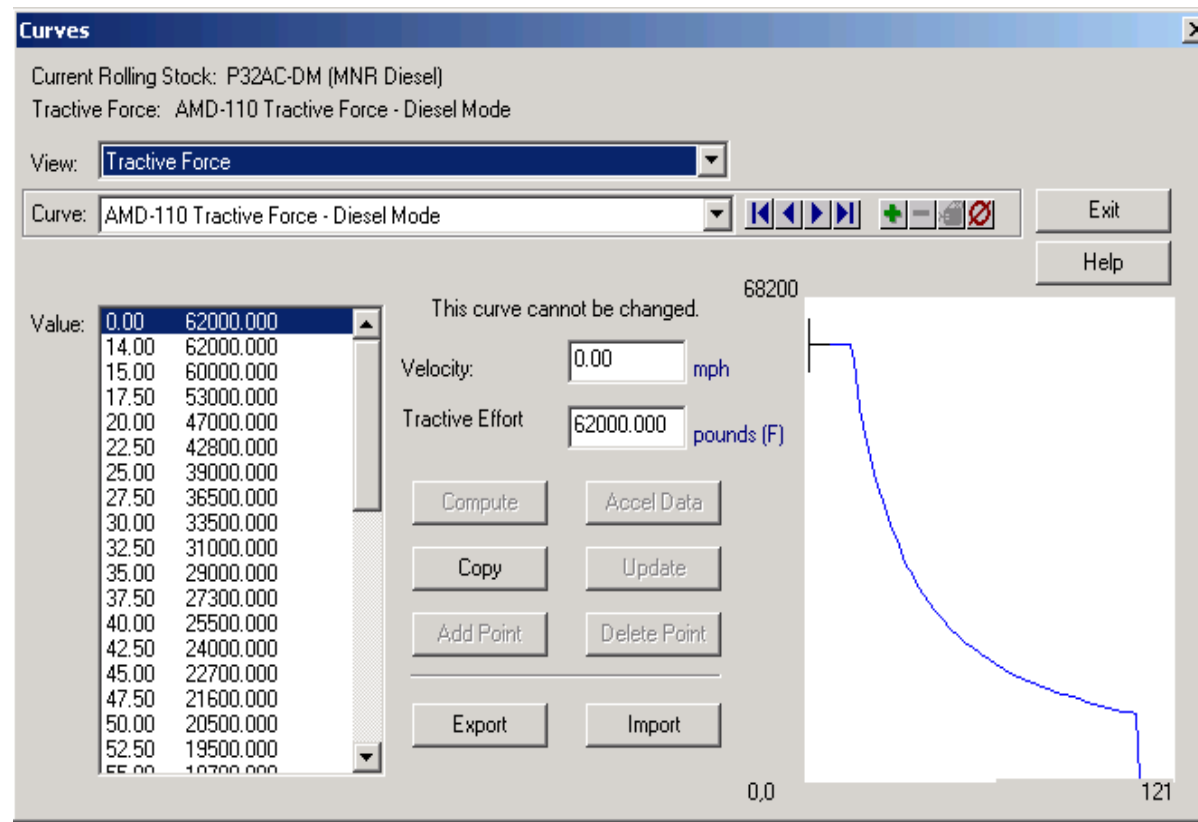 Curves
Current Rolling Stock: P32AC-DM (MNR Diesel)
Tractive Force: AMD-110 Tractive Force - Diesel Mode
View: Tractive Force
Curve: AMD-110 Tractive Force - Diesel Mode
Exit
Help
68200
This curve cannot be changed.
Value:
0.00 62000.000
14.00 62000.000
15.00 60000.000
17.50 53000.000
20.00 47000.000
22.50 42800.000
25.00 39000.000
27.50 36500.000
30.00 33500.000
32.50 31000.000
35.00 29000.000
37.50 27300.000
40.00 25500.000
42.50 24000.000
45.00 22700.000
47.50 21600.000
50.00 20500.000
52.50 19500.000
Velocity: 0.00 mph
Tractive Effort 62000.000 pounds (F)
Compute Accel Data
Copy Update
Add Point Delete Point
Export Import
0,0 121